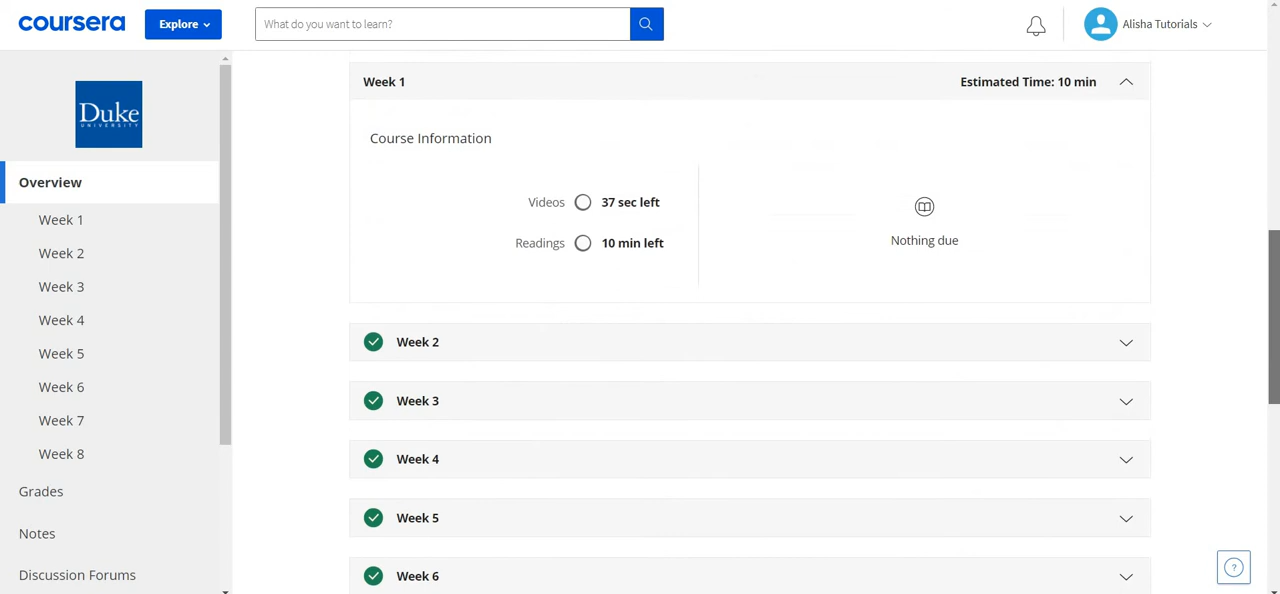 coursera
Explore
What do you want to learn?
Alisha Tutorials
Duke
UNIVERSITY
Overview
Week 1
Week 2
Week 3
Week 4
Week 5
Week 6
Week 7
Week 8
Grades
Notes
Discussion Forums
Week 1 Estimated Time: 10 min
Course Information
Videos 37 sec left
Readings 10 min left
Nothing due
Week 2
Week 3
Week 4
Week 5
Week 6
?